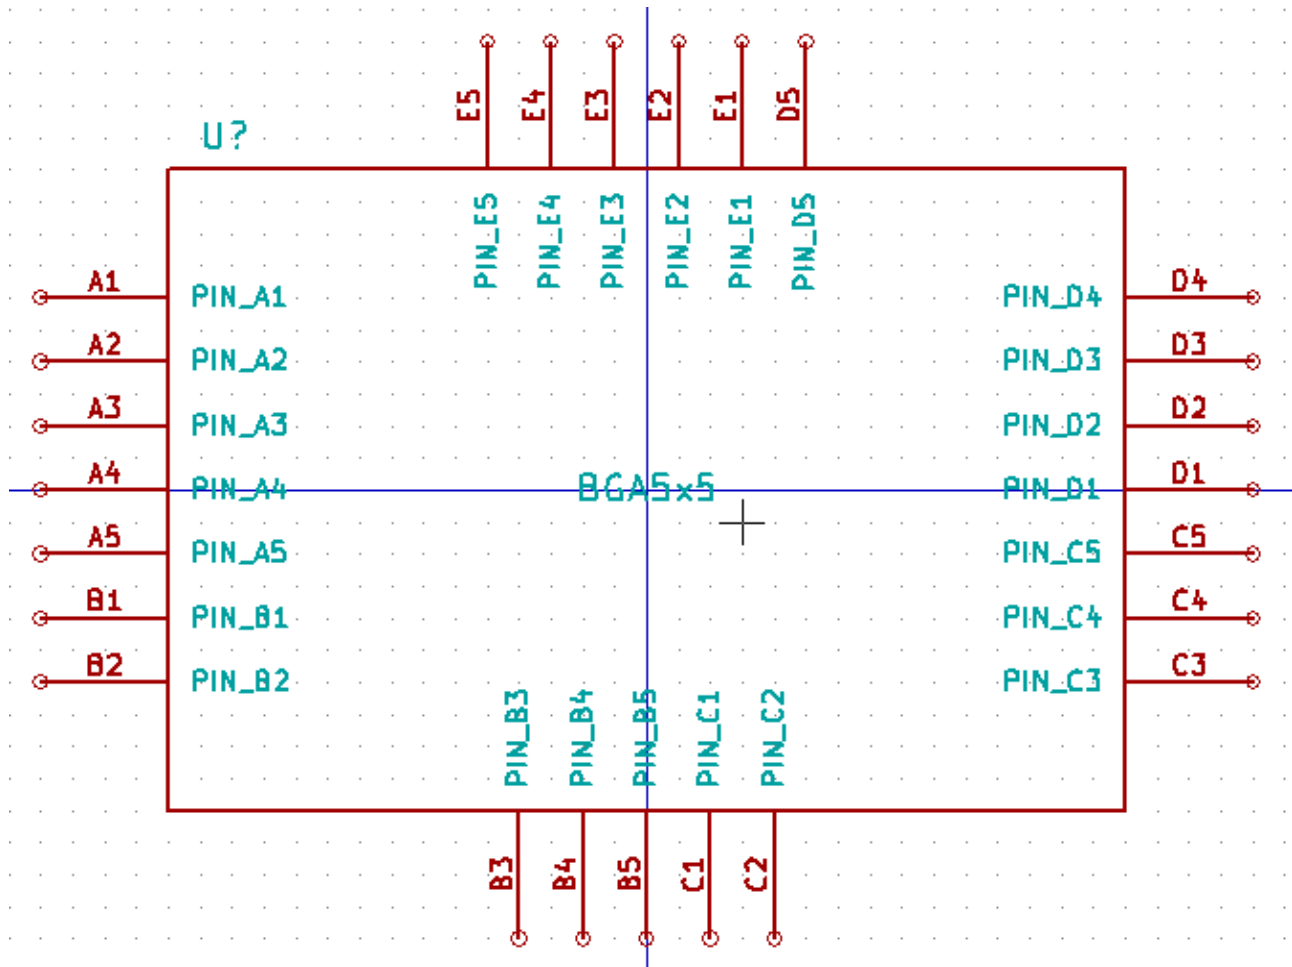 E5 E4 E3 E2 E1 D5
U?
PIN_E5 PIN_E4 PIN_E3 PIN_E2 PIN_E1 PIN_D5
A1 PIN_A1 PIN_D4 D4
A2 PIN_A2 PIN_D3 D3
A3 PIN_A3 PIN_D2 D2
A4 PIN_A4 BGA5x5 PIN_D1 D1
A5 PIN_A5 PIN_C5 C5
B1 PIN_B1 PIN_C4 C4
B2 PIN_B2 PIN_C3 C3
PIN_B3 PIN_B4 PIN_B5 PIN_C1 PIN_C2
B3 B4 B5 C1 C2